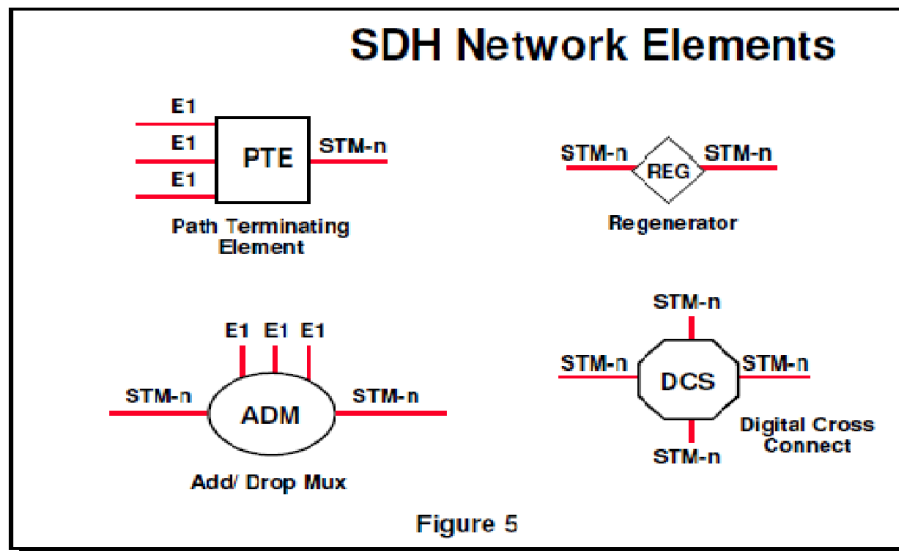 SDH Network Elements
E1
E1
E1
PTE
STM-n
Path Terminating
Element
STM-n
REG
STM-n
Regenerator
E1 E1 E1
STM-n
ADM
STM-n
Add/ Drop Mux
STM-n
STM-n
DCS
STM-n
STM-n
Digital Cross
Connect
Figure 5